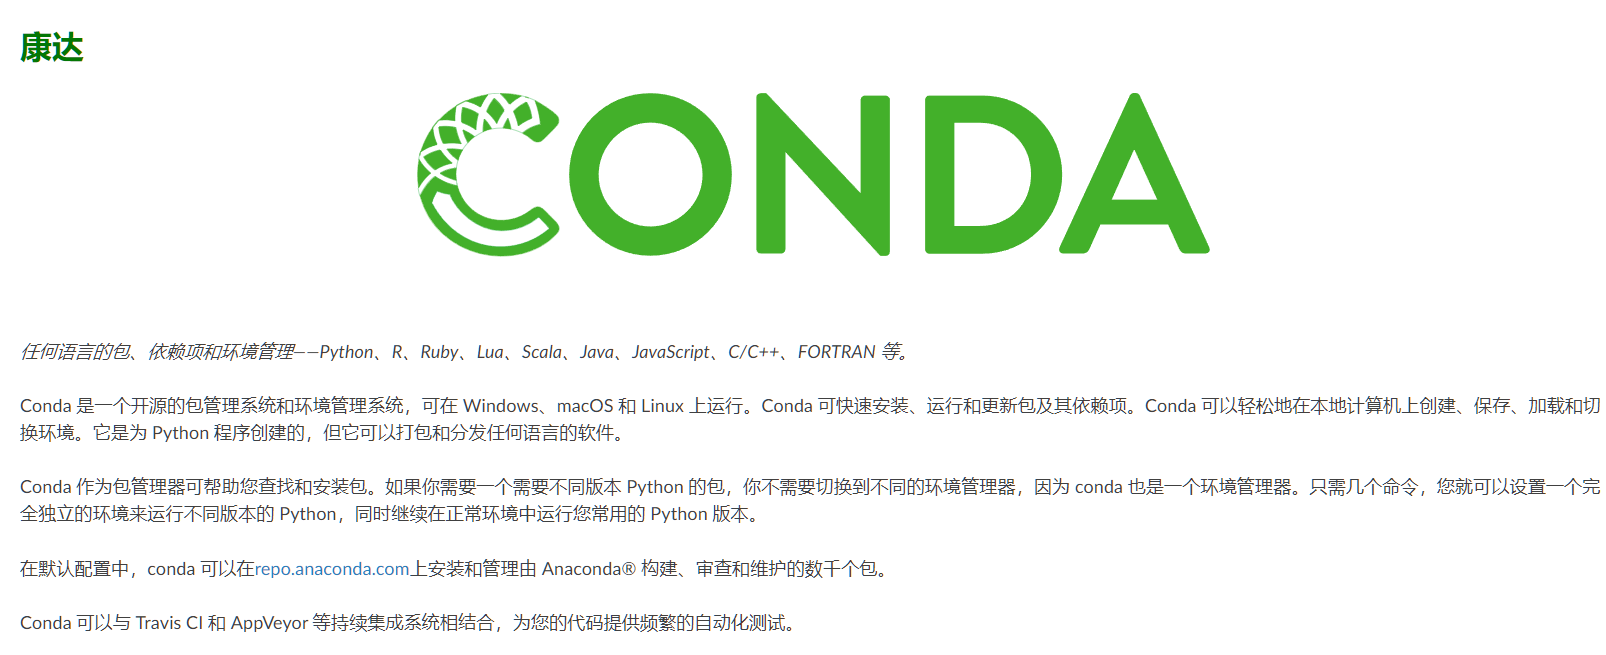 康达
CONDA
任何语言的包、依赖项和环境管理——Python、R、Ruby、Lua、Scala、Java、JavaScript、C/C++、FORTRAN 等。
Conda 是一个开源的包管理系统和环境管理系统，可在 Windows、macOS 和 Linux 上运行。Conda 可快速安装、运行和更新包及其依赖项。Conda 可以轻松地在本地计算机上创建、保存、加载和切
换环境。它是为 Python 程序创建的，但它可以打包和分发任何语言的软件。
Conda 作为包管理器可帮助您查找和安装包。如果你需要一个需要不同版本 Python 的包，你不需要切换到不同的环境管理器，因为 conda 也是一个环境管理器。只需几个命令，您就可以设置一个完
全独立的环境来运行不同版本的 Python，同时继续在正常环境中运行您常用的 Python 版本。
在默认配置中，conda 可以在repo.anaconda.com上安装和管理由 Anaconda® 构建、审查和维护的数千个包。
Conda 可以与 Travis CI 和 AppVeyor 等持续集成系统相结合，为您的代码提供频繁的自动化测试。